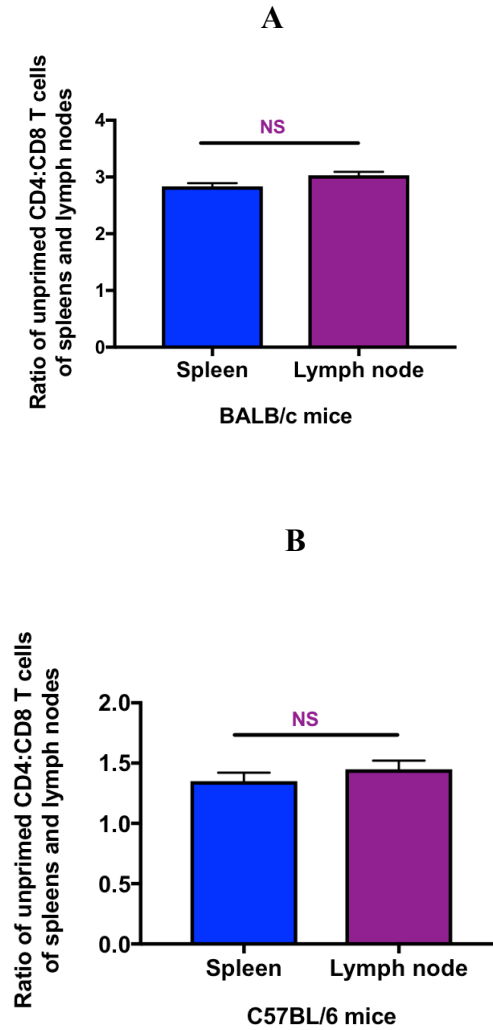 A
Ratio of unprimed CD4:CD8 T cells
of spleens and lymph nodes
4
3
2
1
0
NS
Spleen
Lymph node
BALB/c mice
B
Ratio of unprimed CD4:CD8 T cells
of spleens and lymph nodes
2.0
1.5
1.0
0.5
0.0
NS
Spleen
Lymph node
C57BL/6 mice